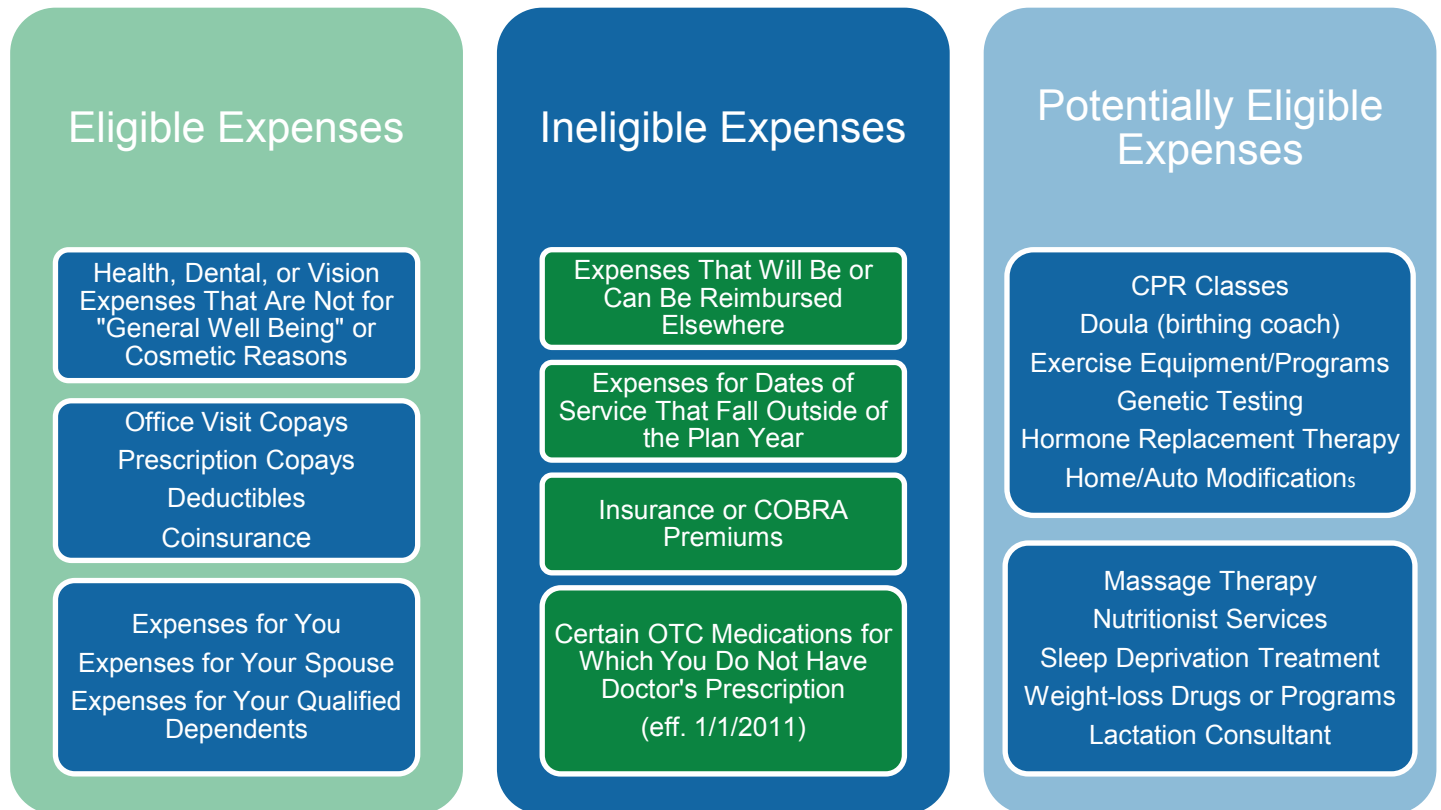 Eligible Expenses
Health, Dental, or Vision
Expenses That Are Not for
"General Well Being" or
Cosmetic Reasons
Office Visit Copays
Prescription Copays
Deductibles
Coinsurance
Expenses for You
Expenses for Your Spouse
Expenses for Your Qualified
Dependents
Ineligible Expenses
Expenses That Will Be or
Can Be Reimbursed
Elsewhere
Expenses for Dates of
Service That Fall Outside of
the Plan Year
Insurance or COBRA
Premiums
Certain OTC Medications for
Which You Do Not Have
Doctor's Prescription
(eff. 1/1/2011)
Potentially Eligible
Expenses
CPR Classes
Doula (birthing coach)
Exercise Equipment/Programs
Genetic Testing
Hormone Replacement Therapy
Home/Auto Modifications
Massage Therapy
Nutritionist Services
Sleep Deprivation Treatment
Weight-loss Drugs or Programs
Lactation Consultant